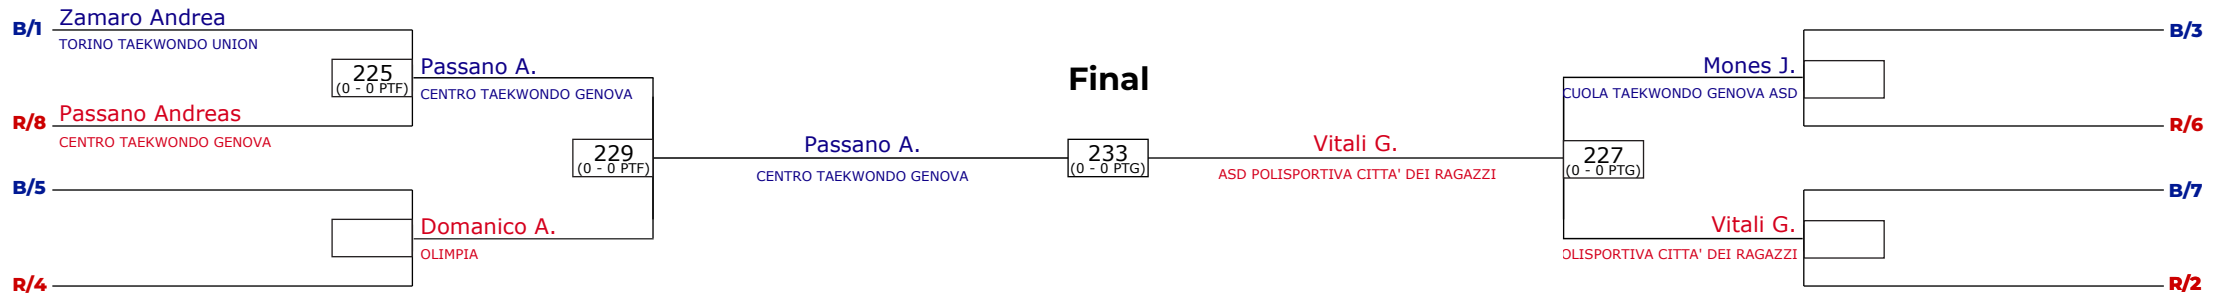 B/1
Zamaro Andrea
TORINO TAEKWONDO UNION
225
(0 - 0 PTF)
R/8
Passano Andreas
CENTRO TAEKWONDO GENOVA
Passano A.
CENTRO TAEKWONDO GENOVA
229
(0 - 0 PTF)
B/5
R/4
Domanico A.
OLIMPIA
Final
Passano A.
CENTRO TAEKWONDO GENOVA
233
(0 - 0 PTG)
Vitali G.
ASD POLISPORTIVA CITTA' DEI RAGAZZI
Mones J.
CUOLA TAEKWONDO GENOVA ASD
227
(0 - 0 PTG)
Vitali G.
OLISPORTIVA CITTA' DEI RAGAZZI
B/3
R/6
B/7
R/2